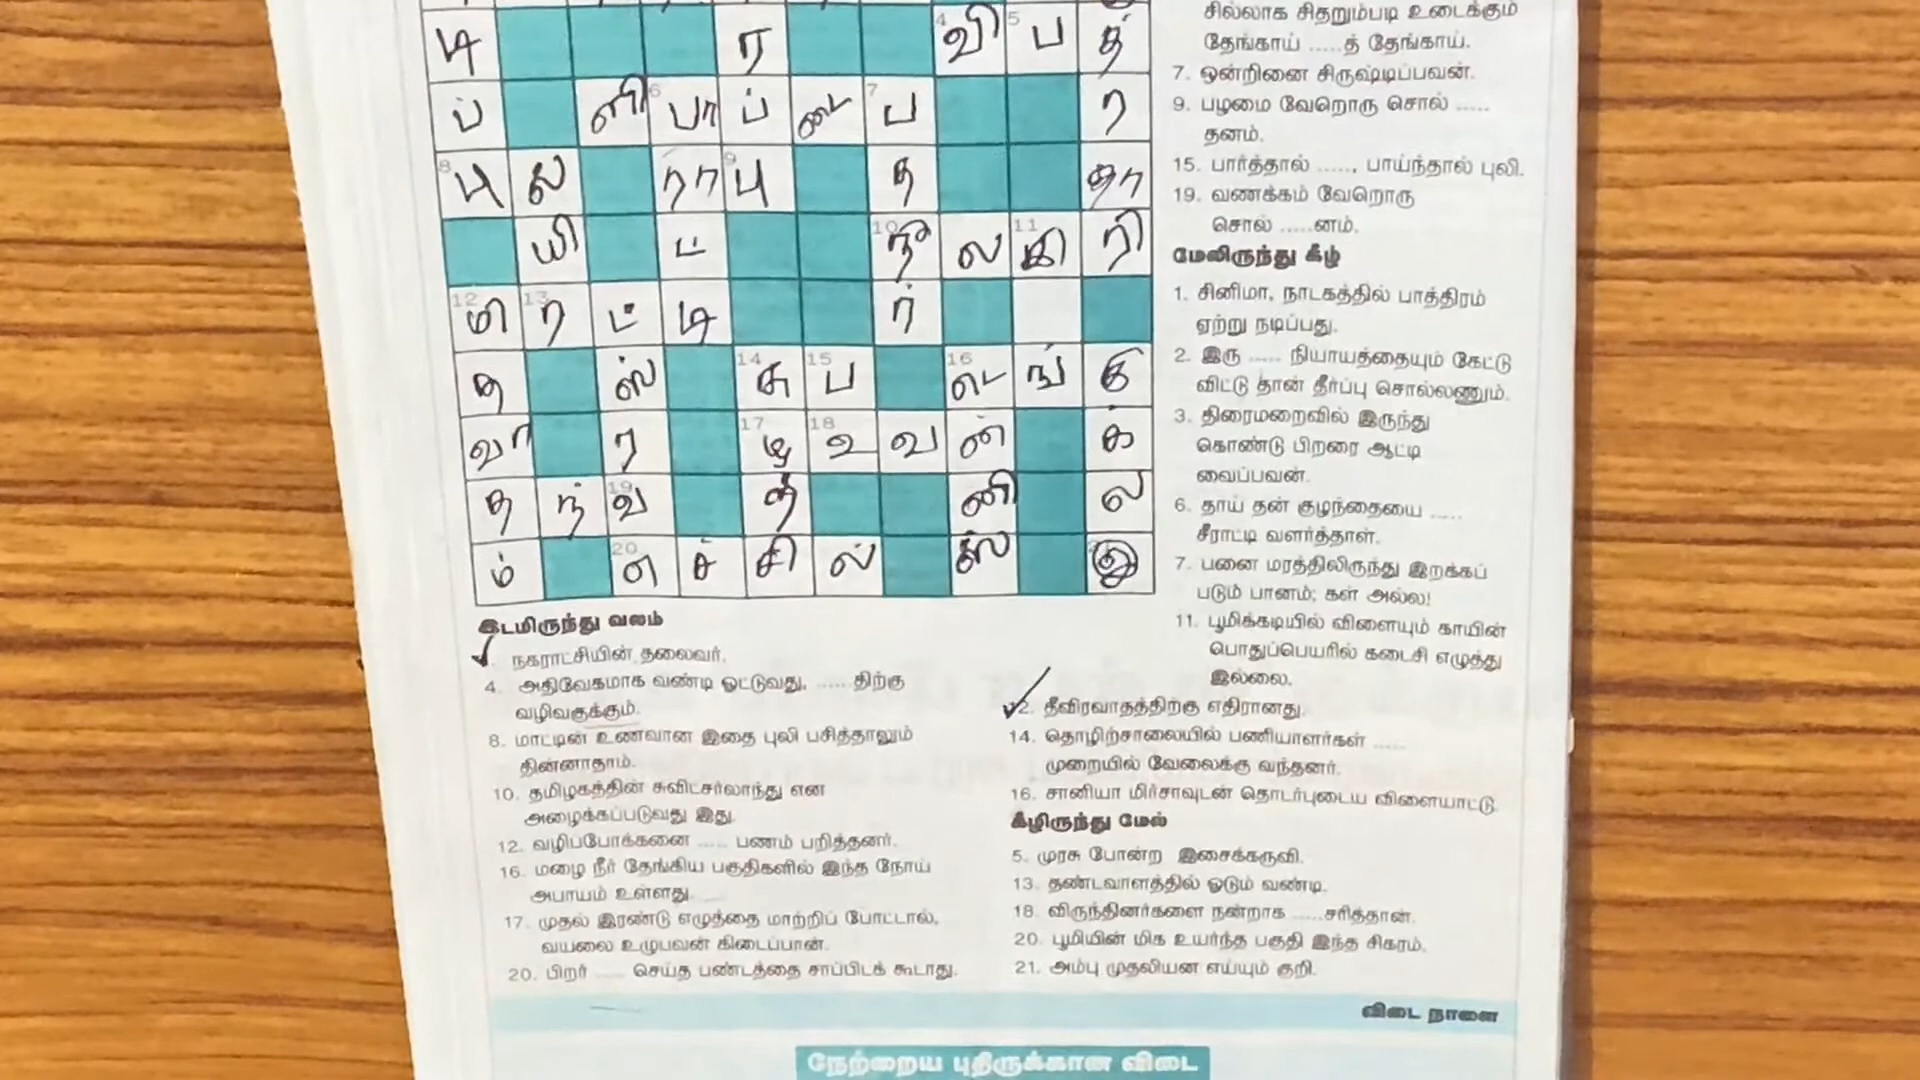 டி ர வி ப த்
ப் ளி பா ப் டை ப ர
பு ல் ரா பு த தா
யி ட் நீ ல கி ரி
மி ர ட் டி ர்
த ஸ் சு ப டெ ங் கு
வா ர ழ உ வ ன் க்
த ந் வ ற் னி ல
ம் எ ச் சி ல் ஸ் இ
சில்லாக சிதறும்படி உடைக்கும்
தேங்காய் .....த் தேங்காய்.
7. ஒன்றினை சிருஷ்டிப்பவன்.
9. பழமை வேறொரு சொல் .....
தனம்.
15. பார்த்தால் ....., பாய்ந்தால் புலி.
19. வணக்கம் வேறொரு
சொல் .....னம்.
மேலிருந்து கீழ்
1. சினிமா, நாடகத்தில் பாத்திரம்
ஏற்று நடிப்பது.
2. இரு ..... நியாயத்தையும் கேட்டு
விட்டு தான் தீர்ப்பு சொல்லணும்.
3. திரைமறைவில் இருந்து
கொண்டு பிறரை ஆட்டி
வைப்பவன்.
6. தாய் தன் குழந்தையை .....
சீராட்டி வளர்த்தாள்.
7. பனை மரத்திலிருந்து இறக்கப்
படும் பானம்; கள் அல்ல!
11. பூமிக்கடியில் விளையும் காயின்
பொதுப்பெயரில் கடைசி எழுத்து
இல்லை.
இடமிருந்து வலம்
நகராட்சியின் தலைவர்.
4. அதிவேகமாக வண்டி ஓட்டுவது, ..... திற்கு
வழிவகுக்கும்.
8. மாட்டின் உணவான இதை புலி பசித்தாலும்
தின்னாதாம்.
10. தமிழகத்தின் சுவிட்சர்லாந்து என
அழைக்கப்படுவது இது.
12. வழிப்போக்கனை ..... பணம் பறித்தனர்.
16. மழை நீர் தேங்கிய பகுதிகளில் இந்த நோய்
அபாயம் உள்ளது.
17. முதல் இரண்டு எழுத்தை மாற்றிப் போட்டால்,
வயலை உழுபவன் கிடைப்பான்.
20. பிறர் ..... செய்த பண்டத்தை சாப்பிடக் கூடாது.
12. தீவிரவாதத்திற்கு எதிரானது.
14. தொழிற்சாலையில் பணியாளர்கள் .....
முறையில் வேலைக்கு வந்தனர்.
16. சானியா மிர்சாவுடன் தொடர்புடைய விளையாட்டு
கீழிருந்து மேல்
5. முரசு போன்ற இசைக்கருவி.
13. தண்டவாளத்தில் ஓடும் வண்டி.
18. விருந்தினர்களை நன்றாக .....சரித்தான்.
20. பூமியின் மிக உயர்ந்த பகுதி இந்த சிகரம்.
21. அம்பு முதலியன எய்யும் குறி.
விடை நாளை
நேற்றைய புதிருக்கான விடை